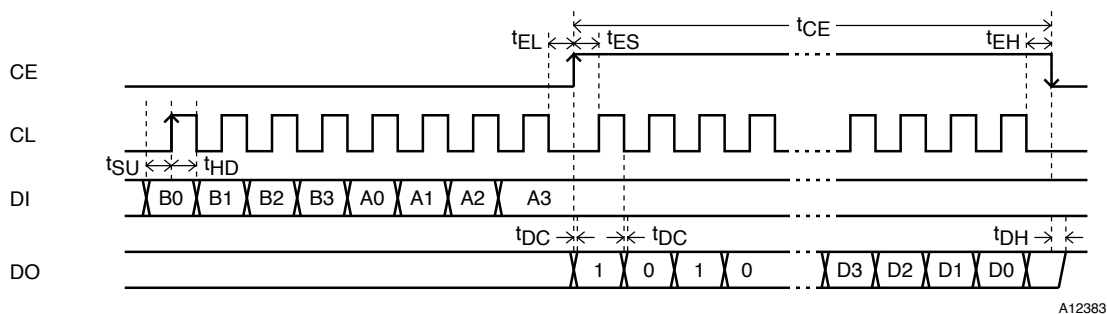 tCE
tEL tES tEH
CE
CL
tSU tHD
DI B0 B1 B2 B3 A0 A1 A2 A3
tDC tDC tDH
DO 1 0 1 0 D3 D2 D1 D0
A12383